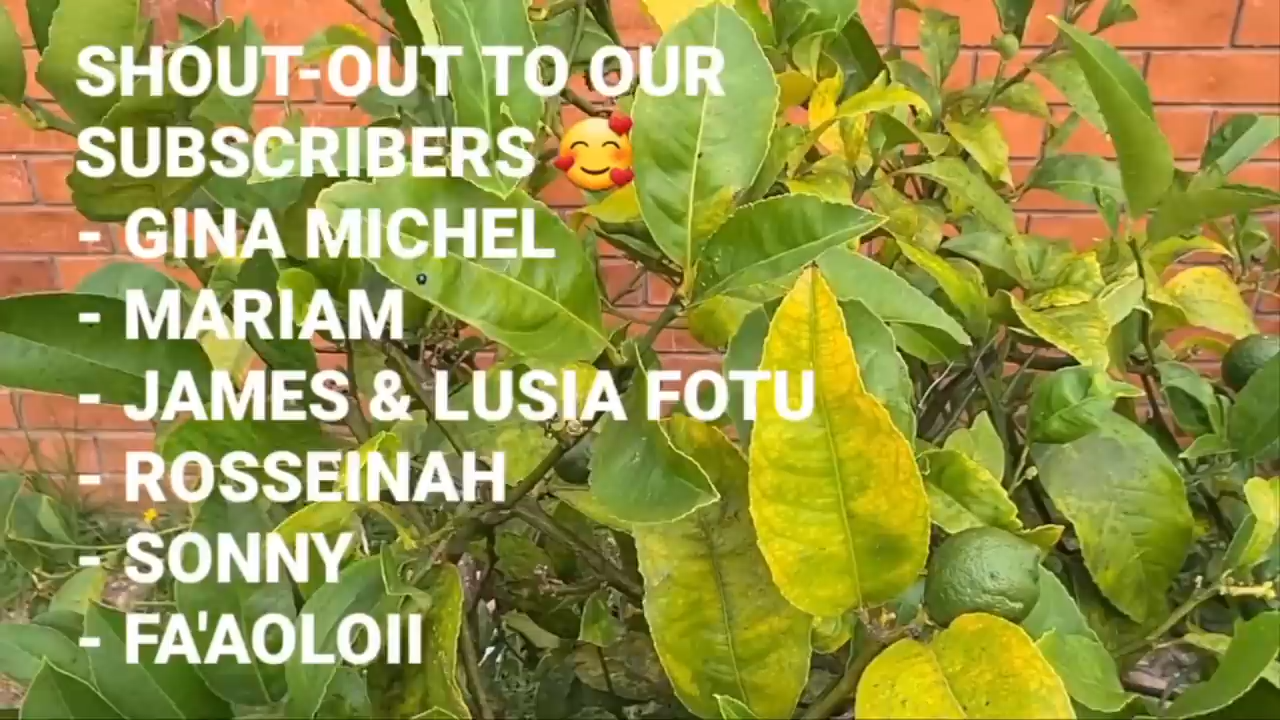 SHOUT-OUT TO OUR
SUBSCRIBERS 🥰
- GINA MICHEL
- MARIAM
- JAMES & LUSIA FOTU
- ROSSEINAH
- SONNY
- FA'AOLOII